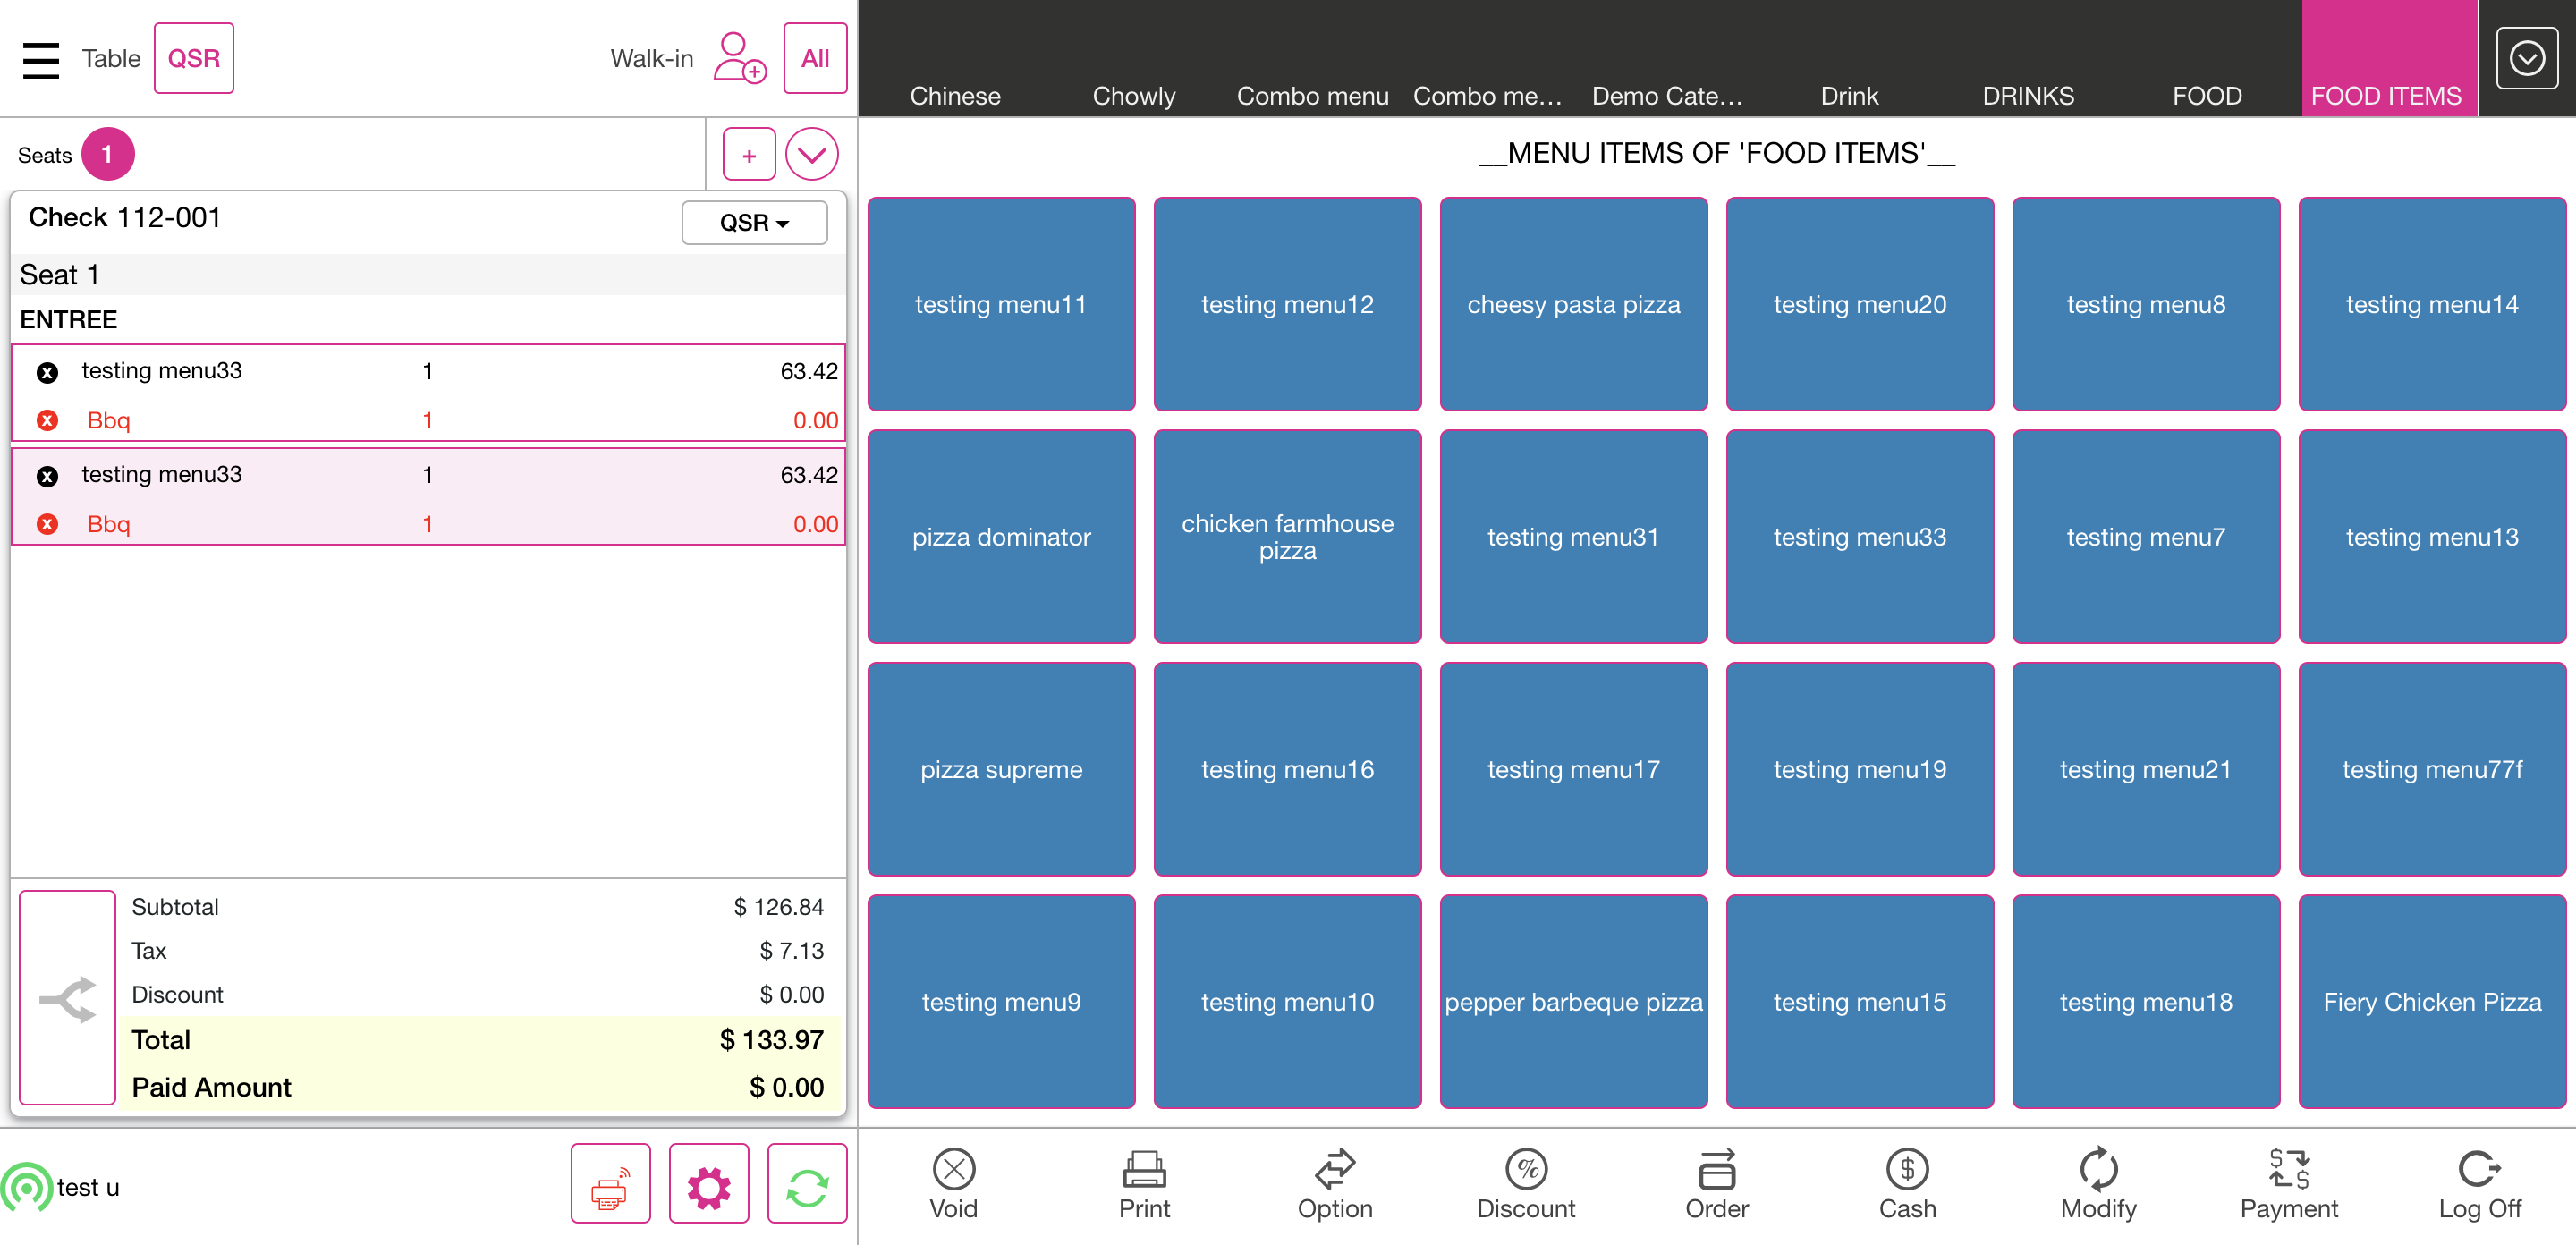 Table QSR Walk-in All
Chinese Chowly Combo menu Combo me... Demo Cate... Drink DRINKS FOOD FOOD ITEMS
Seats 1 +
__MENU ITEMS OF 'FOOD ITEMS'__
Check 112-001 QSR
Seat 1
ENTREE
x testing menu33 1 63.42
x Bbq 1 0.00
x testing menu33 1 63.42
x Bbq 1 0.00
Subtotal $ 126.84
Tax $ 7.13
Discount $ 0.00
Total $ 133.97
Paid Amount $ 0.00
test u
testing menu11
testing menu12
cheesy pasta pizza
testing menu20
testing menu8
testing menu14
pizza dominator
chicken farmhouse
pizza
testing menu31
testing menu33
testing menu7
testing menu13
pizza supreme
testing menu16
testing menu17
testing menu19
testing menu21
testing menu77f
testing menu9
testing menu10
pepper barbeque pizza
testing menu15
testing menu18
Fiery Chicken Pizza
Void Print Option Discount Order Cash Modify Payment Log Off